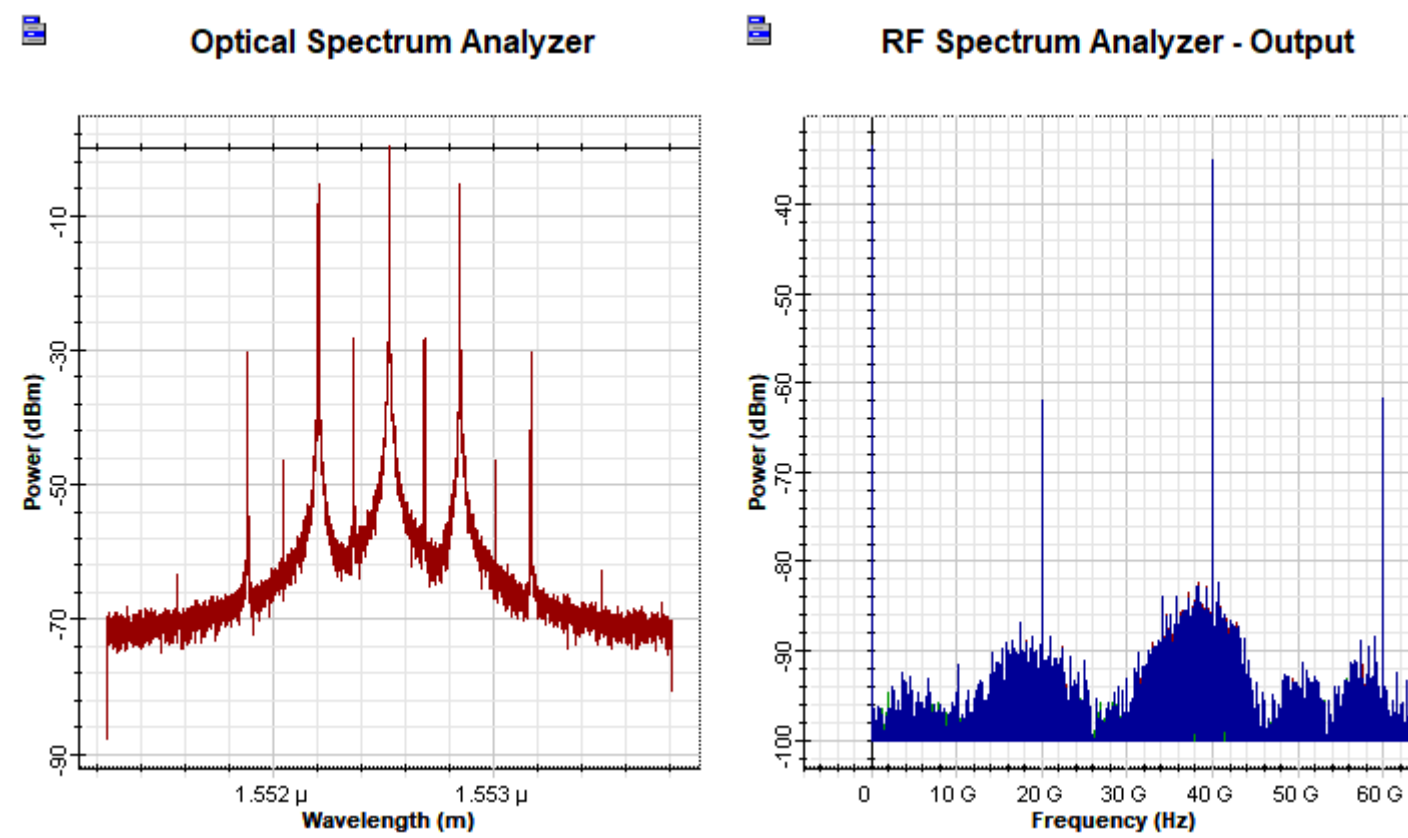 Optical Spectrum Analyzer
Power (dBm)
-10
-30
-50
-70
-90
1.552 µ
1.553 µ
Wavelength (m)
RF Spectrum Analyzer - Output
Power (dBm)
-40
-50
-60
-70
-80
-90
-100
0
10 G
20 G
30 G
40 G
50 G
60 G
Frequency (Hz)